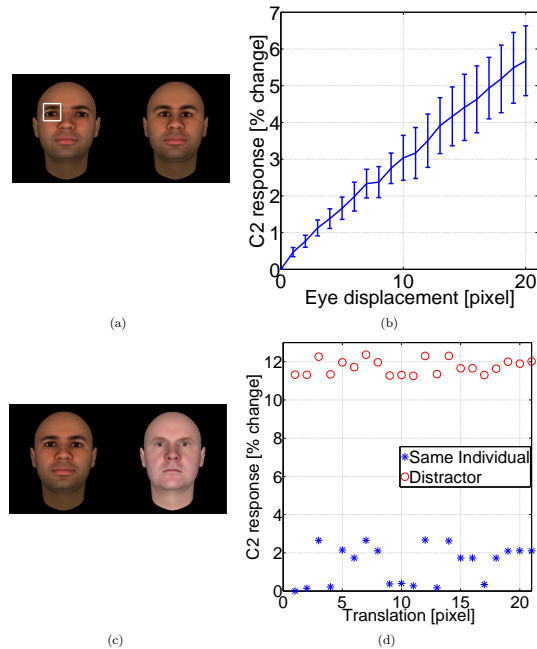 7
6
5
4
3
2
1
0
C2 response [% change]
0 10 20
Eye displacement [pixel]
(a)
(b)
12
10
8
6
4
2
0
C2 response [% change]
Same Individual
Distractor
0 5 10 15 20
Translation [pixel]
(c)
(d)